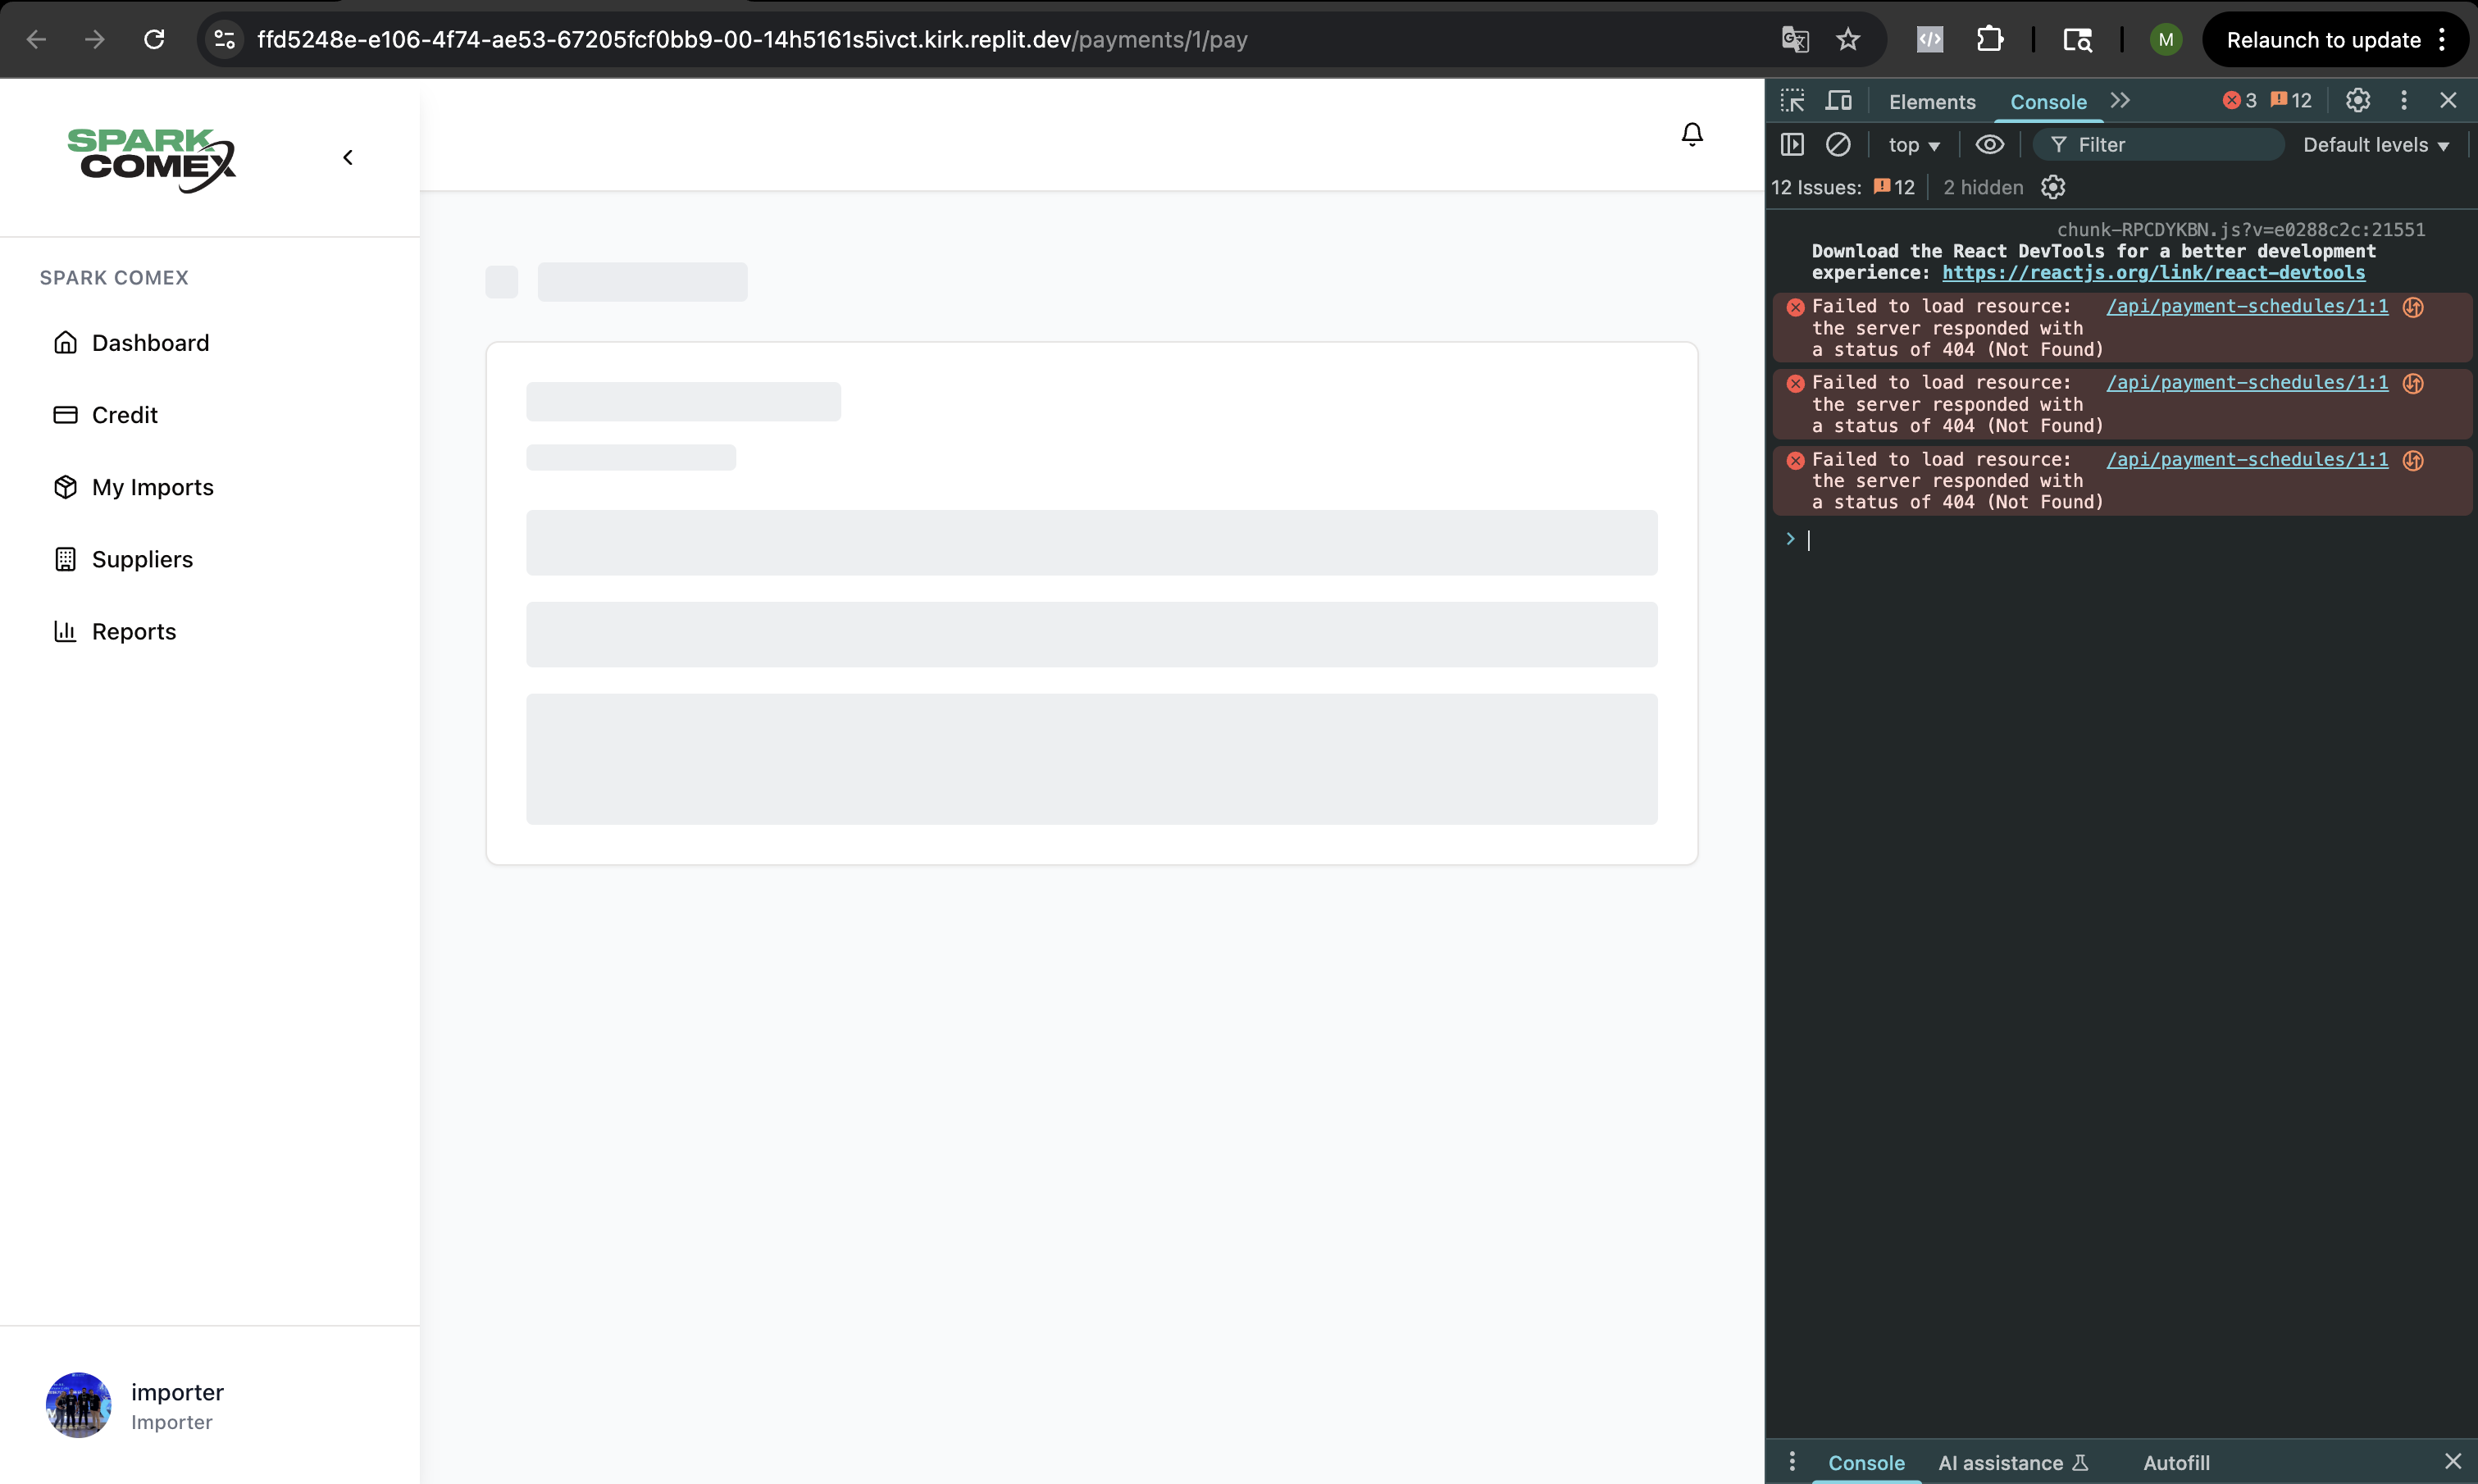 ffd5248e-e106-4f74-ae53-67205fcf0bb9-00-14h5161s5ivct.kirk.replit.dev/payments/1/pay
M
Relaunch to update
SPARK
COMEX
SPARK COMEX
Dashboard
Credit
My Imports
Suppliers
Reports
importer
Importer
Elements
Console
3
12
top
Filter
Default levels
12 Issues:
12
2 hidden
chunk-RPCDYKBN.js?v=e0288c2c:21551
Download the React DevTools for a better development
experience: https://reactjs.org/link/react-devtools
Failed to load resource: /api/payment-schedules/1:1
the server responded with
a status of 404 (Not Found)
Failed to load resource: /api/payment-schedules/1:1
the server responded with
a status of 404 (Not Found)
Failed to load resource: /api/payment-schedules/1:1
the server responded with
a status of 404 (Not Found)
Console
AI assistance
Autofill